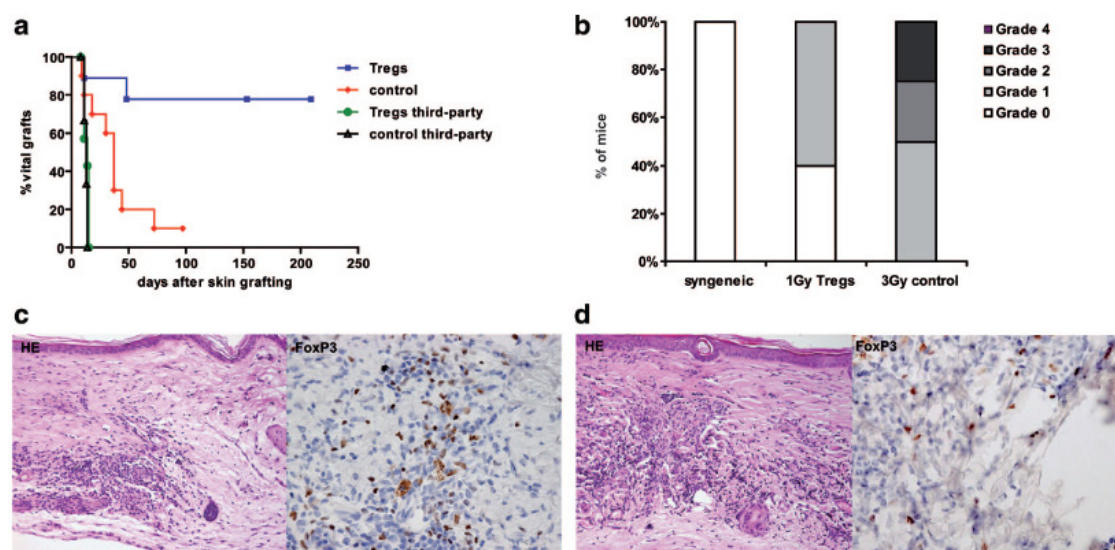 a
100
80
60
40
20
0
% vital grafts
0 50 100 150 200 250
days after skin grafting
Tregs
control
Tregs third-party
control third-party
b
100%
80%
60%
40%
20%
0%
% of mice
syngeneic 1Gy Tregs 3Gy control
Grade 4
Grade 3
Grade 2
Grade 1
Grade 0
c
HE FoxP3
d
HE FoxP3